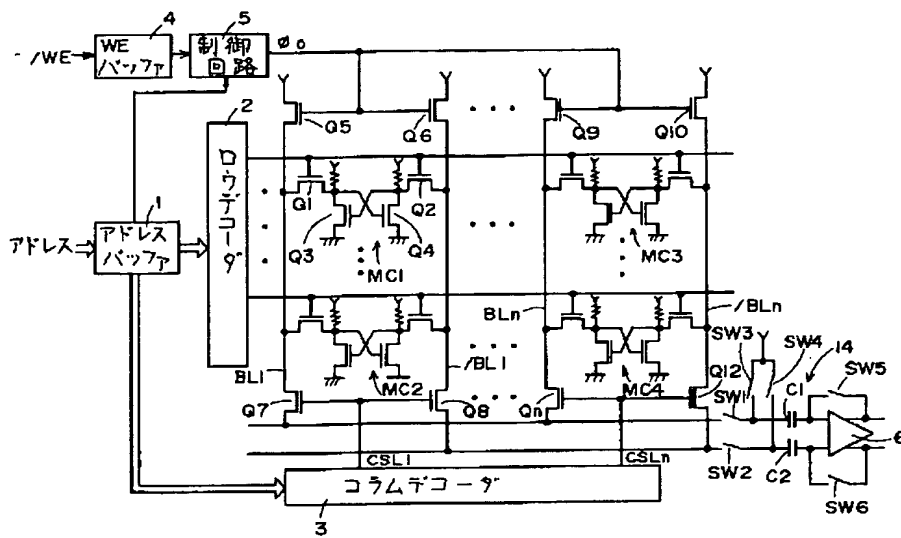 4
5
/WE
WE
バッファ
制御
回路
φ0
2
Q5
Q6
Q9
Q10
ロウデコーダ
Q1
Q2
1
アドレス
アドレス
バッファ
Q3
Q4
MC1
MC3
BLn
/BLn
SW3
SW4
14
BL1
MC2
/BL1
MC4
Q12
SW1
C1
SW5
Q7
Q8
Qn
6
CSL1
CSLn
SW2
C2
コラムデコーダ
SW6
3